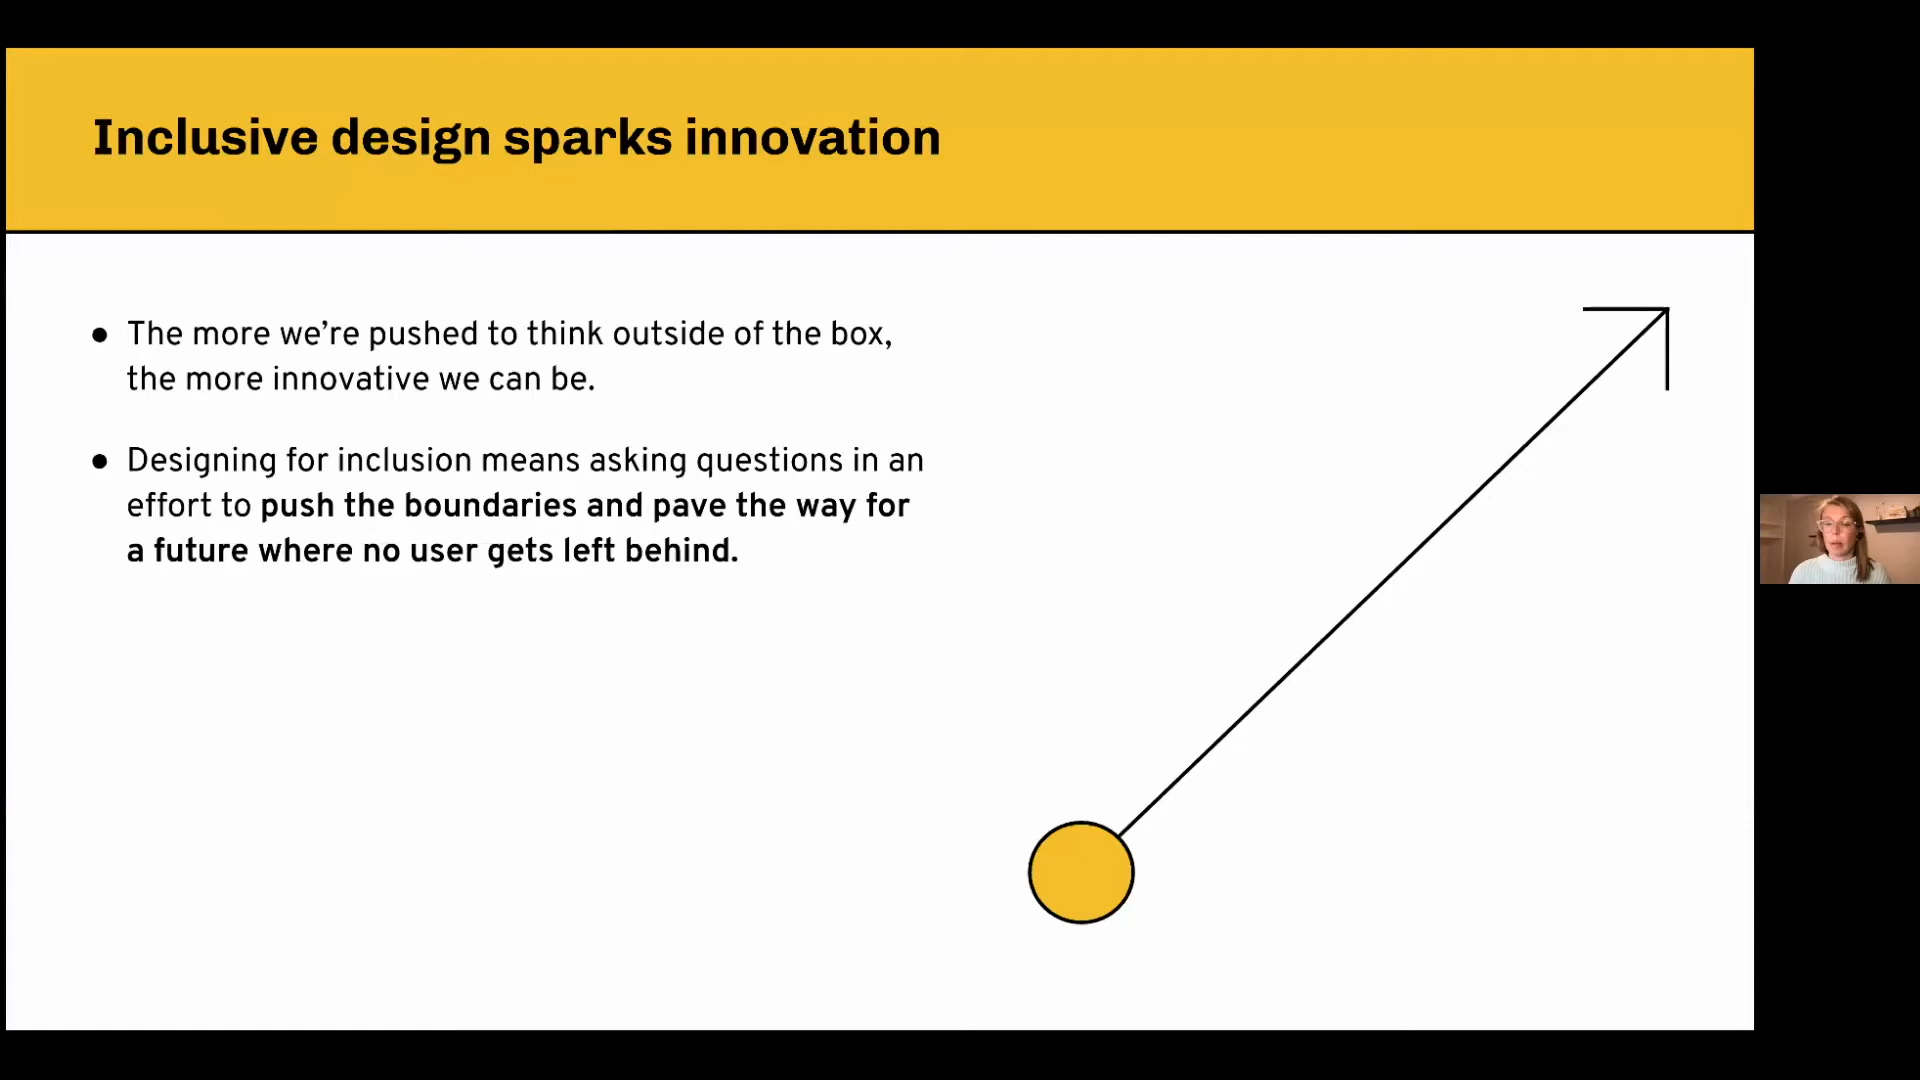 Inclusive design sparks innovation
● The more we’re pushed to think outside of the box,
the more innovative we can be.
● Designing for inclusion means asking questions in an
effort to push the boundaries and pave the way for
a future where no user gets left behind.